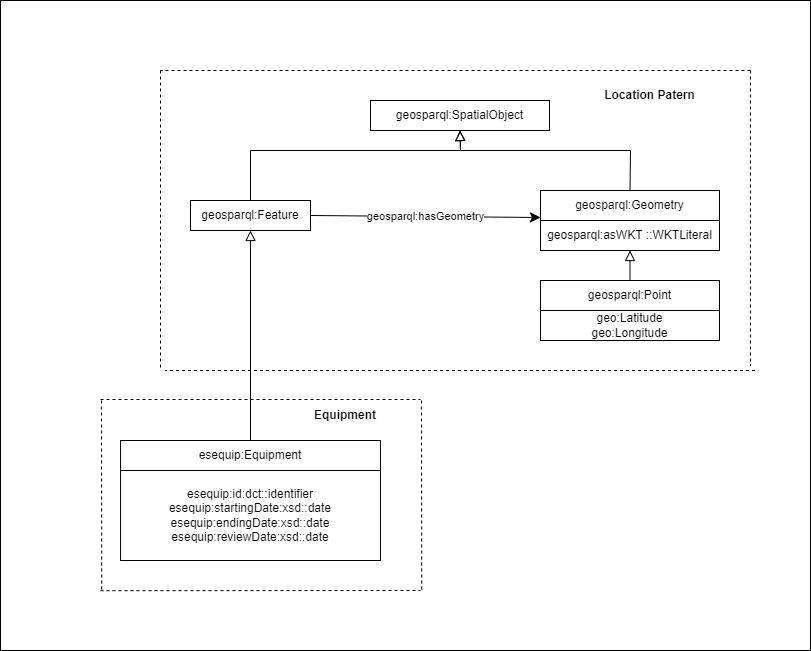 Location Patern
geosparql:SpatialObject
geosparql:Feature
geosparql:hasGeometry
geosparql:Geometry
geosparql:asWKT ::WKTLiteral
geosparql:Point
geo:Latitude
geo:Longitude
Equipment
esequip:Equipment
esequip:id:dct::identifier
esequip:startingDate:xsd::date
esequip:endingDate:xsd::date
esequip:reviewDate:xsd::date